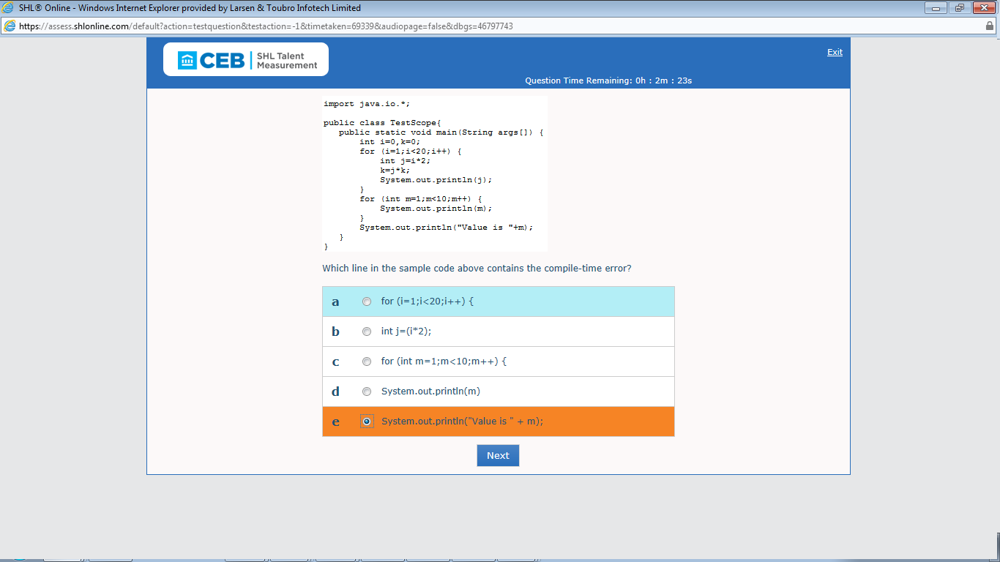 SHL® Online - Windows Internet Explorer provided by Larsen & Toubro Infotech Limited
https://assess.shlonline.com/default?action=testquestion&testaction=-1&timetaken=69339&audiopage=false&dbgs=46797743
CEB SHL Talent
Measurement
Exit
Question Time Remaining: 0h : 2m : 23s
import java.io.*;
public class TestScope{
public static void main(String args[]) {
int i=0,k=0;
for (i=1;i<20;i++) {
int j=i*2;
k=j*k;
System.out.println(j);
}
for (int m=1;m<10;m++) {
System.out.println(m);
}
System.out.println("Value is "+m);
}
}
Which line in the sample code above contains the compile-time error?
a for (i=1;i<20;i++) {
b int j=(i*2);
c for (int m=1;m<10;m++) {
d System.out.println(m)
e System.out.println("Value is " + m);
Next